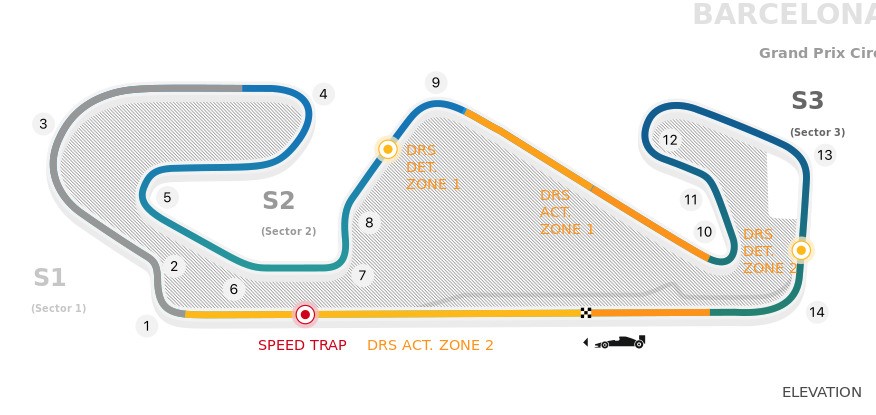 BARCELONA
Grand Prix Circ
4
9
3
S3
(Sector 3)
12
13
DRS
DET.
ZONE 1
5
S2
(Sector 2)
DRS
ACT.
ZONE 1
11
8
10
DRS
DET.
ZONE 2
S1
(Sector 1)
2
6
7
1
14
SPEED TRAP
DRS ACT. ZONE 2
ELEVATION